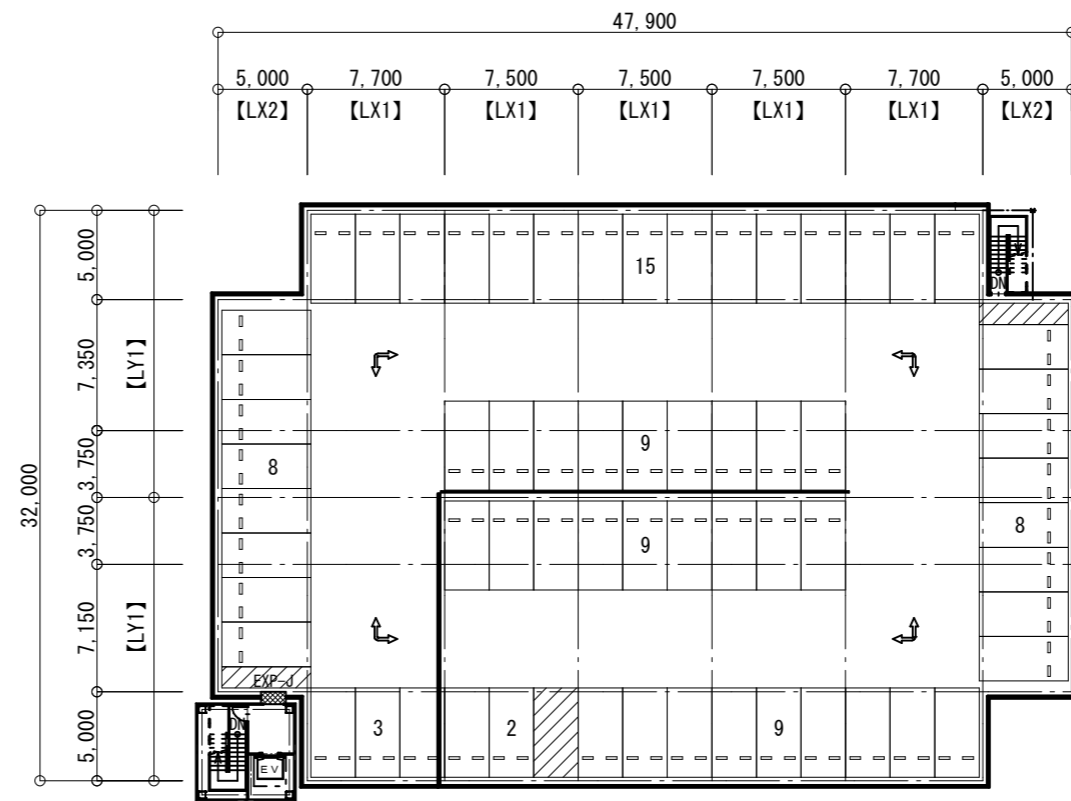 47,900
5,000 7,700 7,500 7,500 7,500 7,700 5,000
【LX2】 【LX1】 【LX1】 【LX1】 【LX1】 【LX1】 【LX2】
32,000
5,000
7,350
3,750
3,750
7,150
5,000
【LY1】
【LY1】
15
DN
9
8
9
8
EXP-J
3
2
9
DN
EV